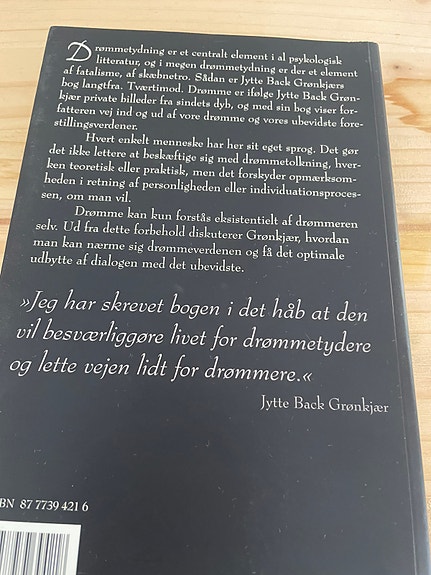 Drømmetydning er et centralt element i al psykologisk
litteratur, og i megen drømmetydning er der et element
af fatalisme, af skæbnetro. Sådan er Jytte Back Grønkjærs
bog langtfra. Tværtimod. Drømme er ifølge Jytte Back Grøn-
kjær private billeder fra sindets dyb, og med sin bog viser for-
fatteren vej ind og ud af vore drømme og vores ubevidste fore-
stillingsverdener.
Hvert enkelt menneske har her sit eget sprog. Det gør
det ikke lettere at beskæftige sig med drømmetolkning, hver-
ken teoretisk eller praktisk, men det forskyder opmærksom-
heden i retning af personligheden eller individuationsproces-
sen, om man vil.
Drømme kan kun forstås eksistentielt af drømmeren
selv. Ud fra dette forbehold diskuterer Grønkjær, hvordan
man kan nærme sig drømmeverdenen og få det optimale
udbytte af dialogen med det ubevidste.
»Jeg har skrevet bogen i det håb at den
vil besværliggøre livet for drømmetydere
og lette vejen lidt for drømmere.«
Jytte Back Grønkjær
BN 87 7739 421 6